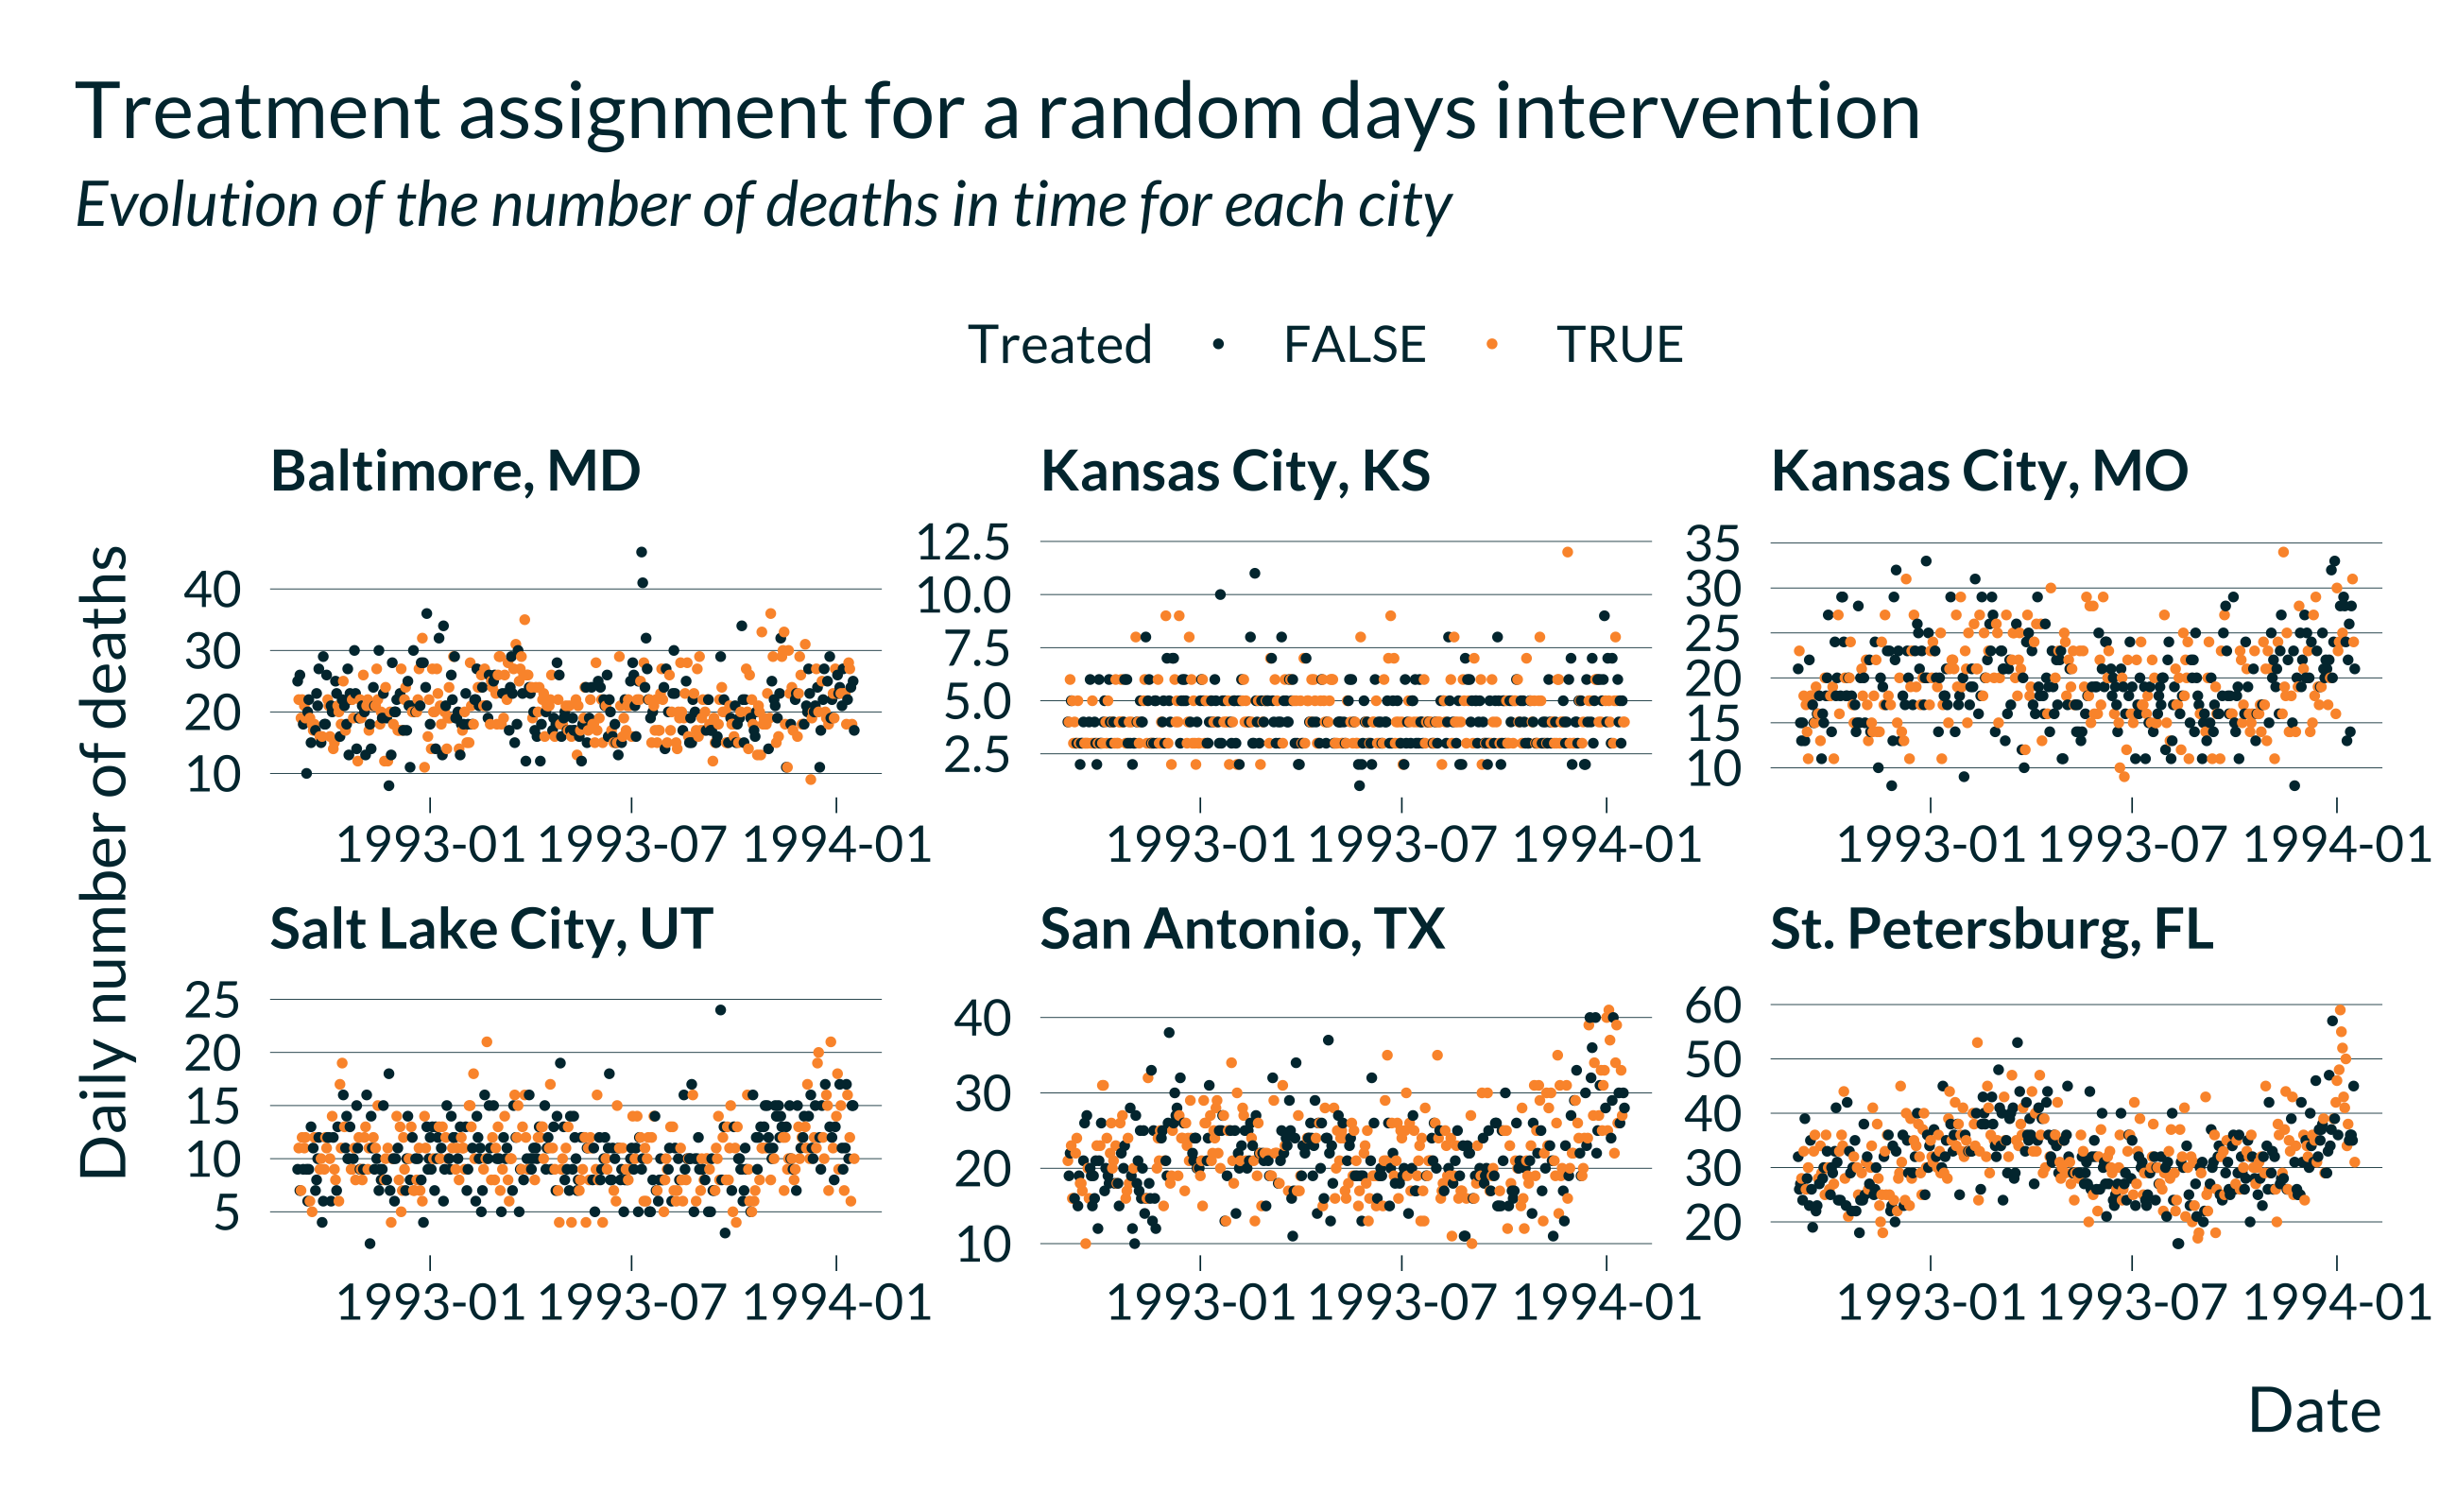 Treatment assignment for a random days intervention
Evolution of the number of deaths in time for each city
Treated FALSE TRUE
Baltimore, MD
Kansas City, KS
Kansas City, MO
Daily number of deaths
40
30
20
10
1993-01 1993-07 1994-01
12.5
10.0
7.5
5.0
2.5
1993-01 1993-07 1994-01
35
30
25
20
15
10
1993-01 1993-07 1994-01
Salt Lake City, UT
San Antonio, TX
St. Petersburg, FL
25
20
15
10
5
1993-01 1993-07 1994-01
40
30
20
10
1993-01 1993-07 1994-01
60
50
40
30
20
1993-01 1993-07 1994-01
Date